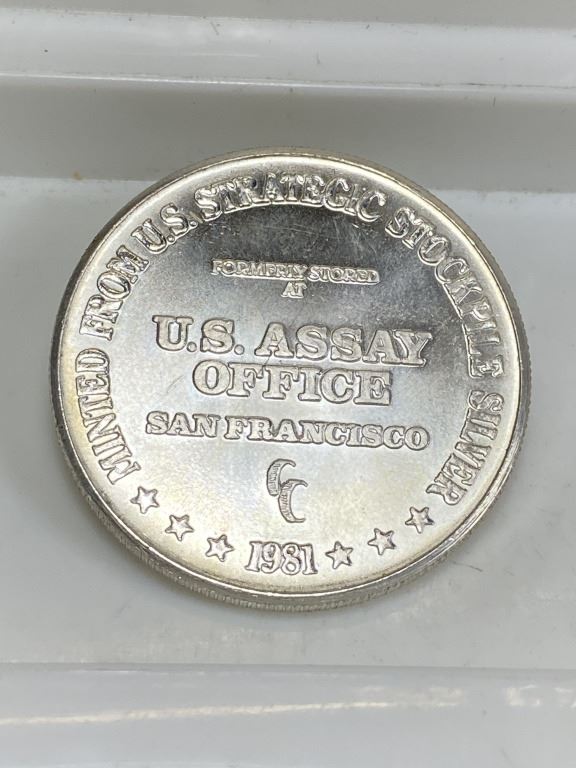 MINTED FROM U.S. STRATEGIC STOCKPILE SILVER
FORMERLY STORED
AT
U.S. ASSAY
OFFICE
SAN FRANCISCO
CC
1981